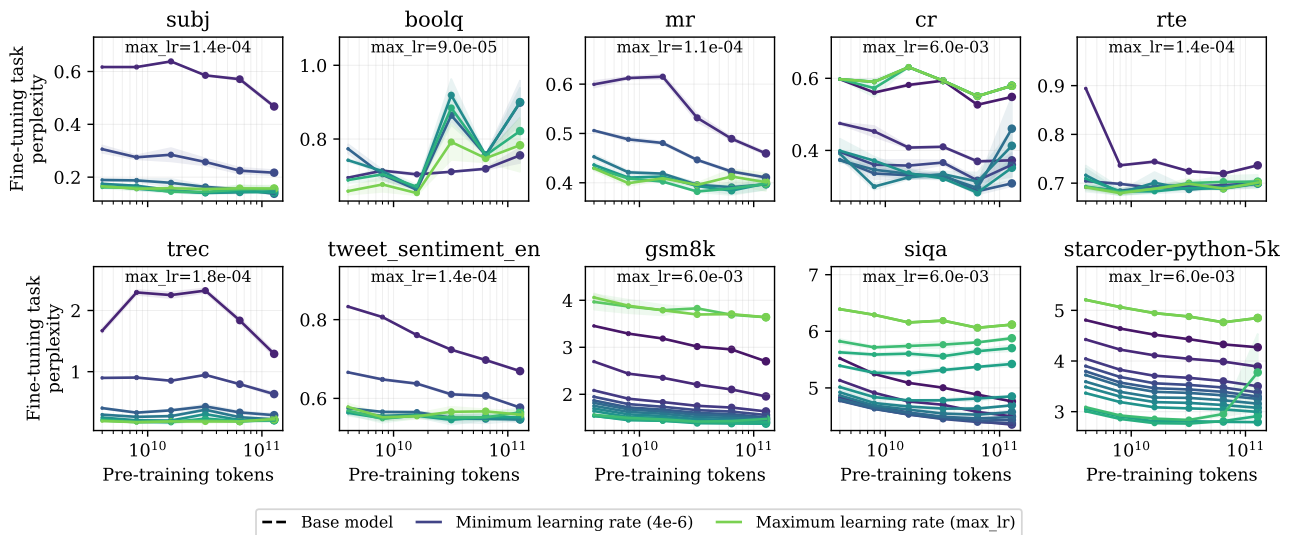 subj
boolq
mr
cr
rte
max_lr=1.4e-04
max_lr=9.0e-05
max_lr=1.1e-04
max_lr=6.0e-03
max_lr=1.4e-04
Fine-tuning task
perplexity
0.6
0.4
0.2
1.0
0.8
0.6
0.5
0.4
0.6
0.4
0.9
0.8
0.7
trec
tweet_sentiment_en
gsm8k
siqa
starcoder-python-5k
max_lr=1.8e-04
max_lr=1.4e-04
max_lr=6.0e-03
max_lr=6.0e-03
max_lr=6.0e-03
Fine-tuning task
perplexity
2
1
0.8
0.6
4
3
2
7
6
5
5
4
3
10^10 10^11
10^10 10^11
10^10 10^11
10^10 10^11
10^10 10^11
Pre-training tokens
Pre-training tokens
Pre-training tokens
Pre-training tokens
Pre-training tokens
Base model
Minimum learning rate (4e-6)
Maximum learning rate (max_lr)